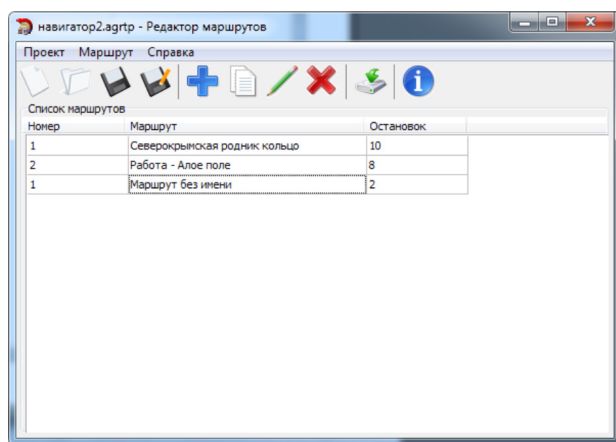 навигатор2.agrtp - Редактор маршрутов
Проект Маршрут Справка
Список маршрутов
Номер Маршрут Остановок
1 Северокрымская родник кольцо 10
2 Работа - Алое поле 8
1 Маршрут без имени 2